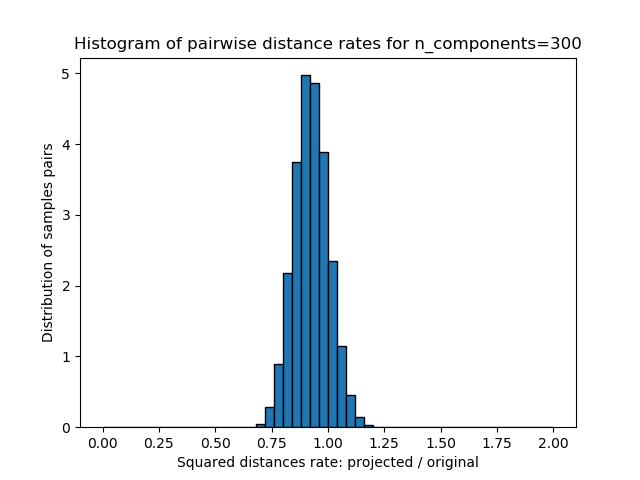 Histogram of pairwise distance rates for n_components=300
Distribution of samples pairs
5
4
3
2
1
0
0.00 0.25 0.50 0.75 1.00 1.25 1.50 1.75 2.00
Squared distances rate: projected / original